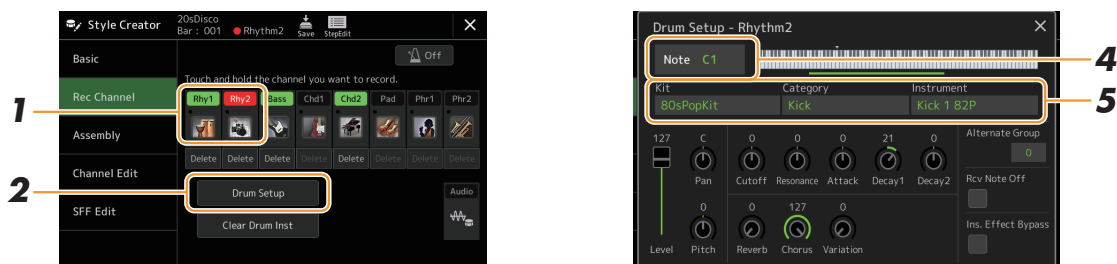 Style Creator
20sDisco
Bar : 001 Rhythm2
Save StepEdit
Basic
Off
Touch and hold the channel you want to record.
Rec Channel
Rhy1 Rhy2 Bass Chd1 Chd2 Pad Phr1 Phr2
1
Assembly
Delete Delete Delete Delete Delete Delete Delete Delete
Channel Edit
2
Drum Setup
Audio
SFF Edit
Clear Drum Inst
Drum Setup - Rhythm2
Note C1
4
Kit Category Instrument
80sPopKit Kick Kick 1 82P
5
127 C 0 0 0 21 0
Alternate Group
0
Pan Cutoff Resonance Attack Decay1 Decay2
Rcv Note Off
0 0 127 0
Ins. Effect Bypass
Level Pitch Reverb Chorus Variation